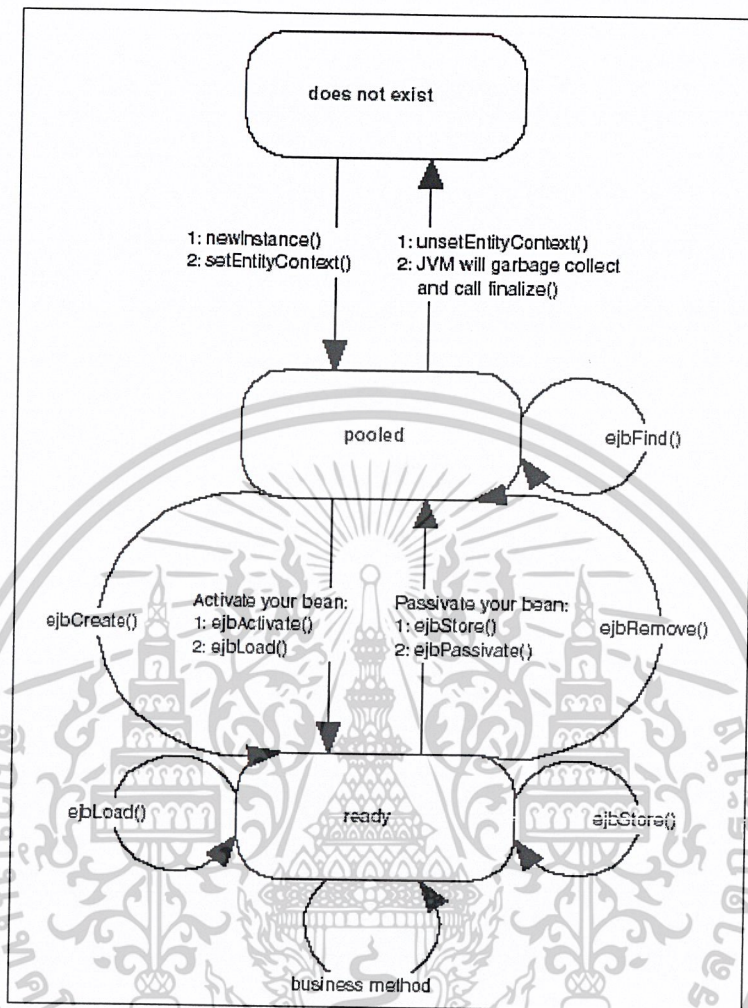 does not exist
1: newInstance()
2: setEntityContext()
1: unsetEntityContext()
2: JVM will garbage collect
and call finalize()
pooled
ejbFind()
ejbCreate()
Activate your bean:
1: ejbActivate()
2: ejbLoad()
Passivate your bean:
1: ejbStore()
2: ejbPassivate()
ejbRemove()
ejbLoad()
ready
ejbStore()
business method